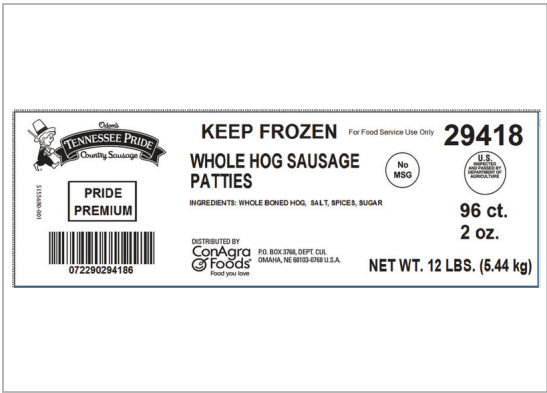 Odom's
TENNESSEE PRIDE
Country Sausage
5155680-001
PRIDE
PREMIUM
072290294186
KEEP FROZEN For Food Service Use Only
29418
WHOLE HOG SAUSAGE
PATTIES
No
MSG
U.S.
INSPECTED
AND PASSED BY
DEPARTMENT OF
AGRICULTURE
INGREDIENTS: WHOLE BONED HOG, SALT, SPICES, SUGAR
96 ct.
2 oz.
DISTRIBUTED BY
ConAgra
Foods
Food you love
P.O. BOX 3768, DEPT. CUL
OMAHA, NE 68103-0768 U.S.A.
NET WT. 12 LBS. (5.44 kg)